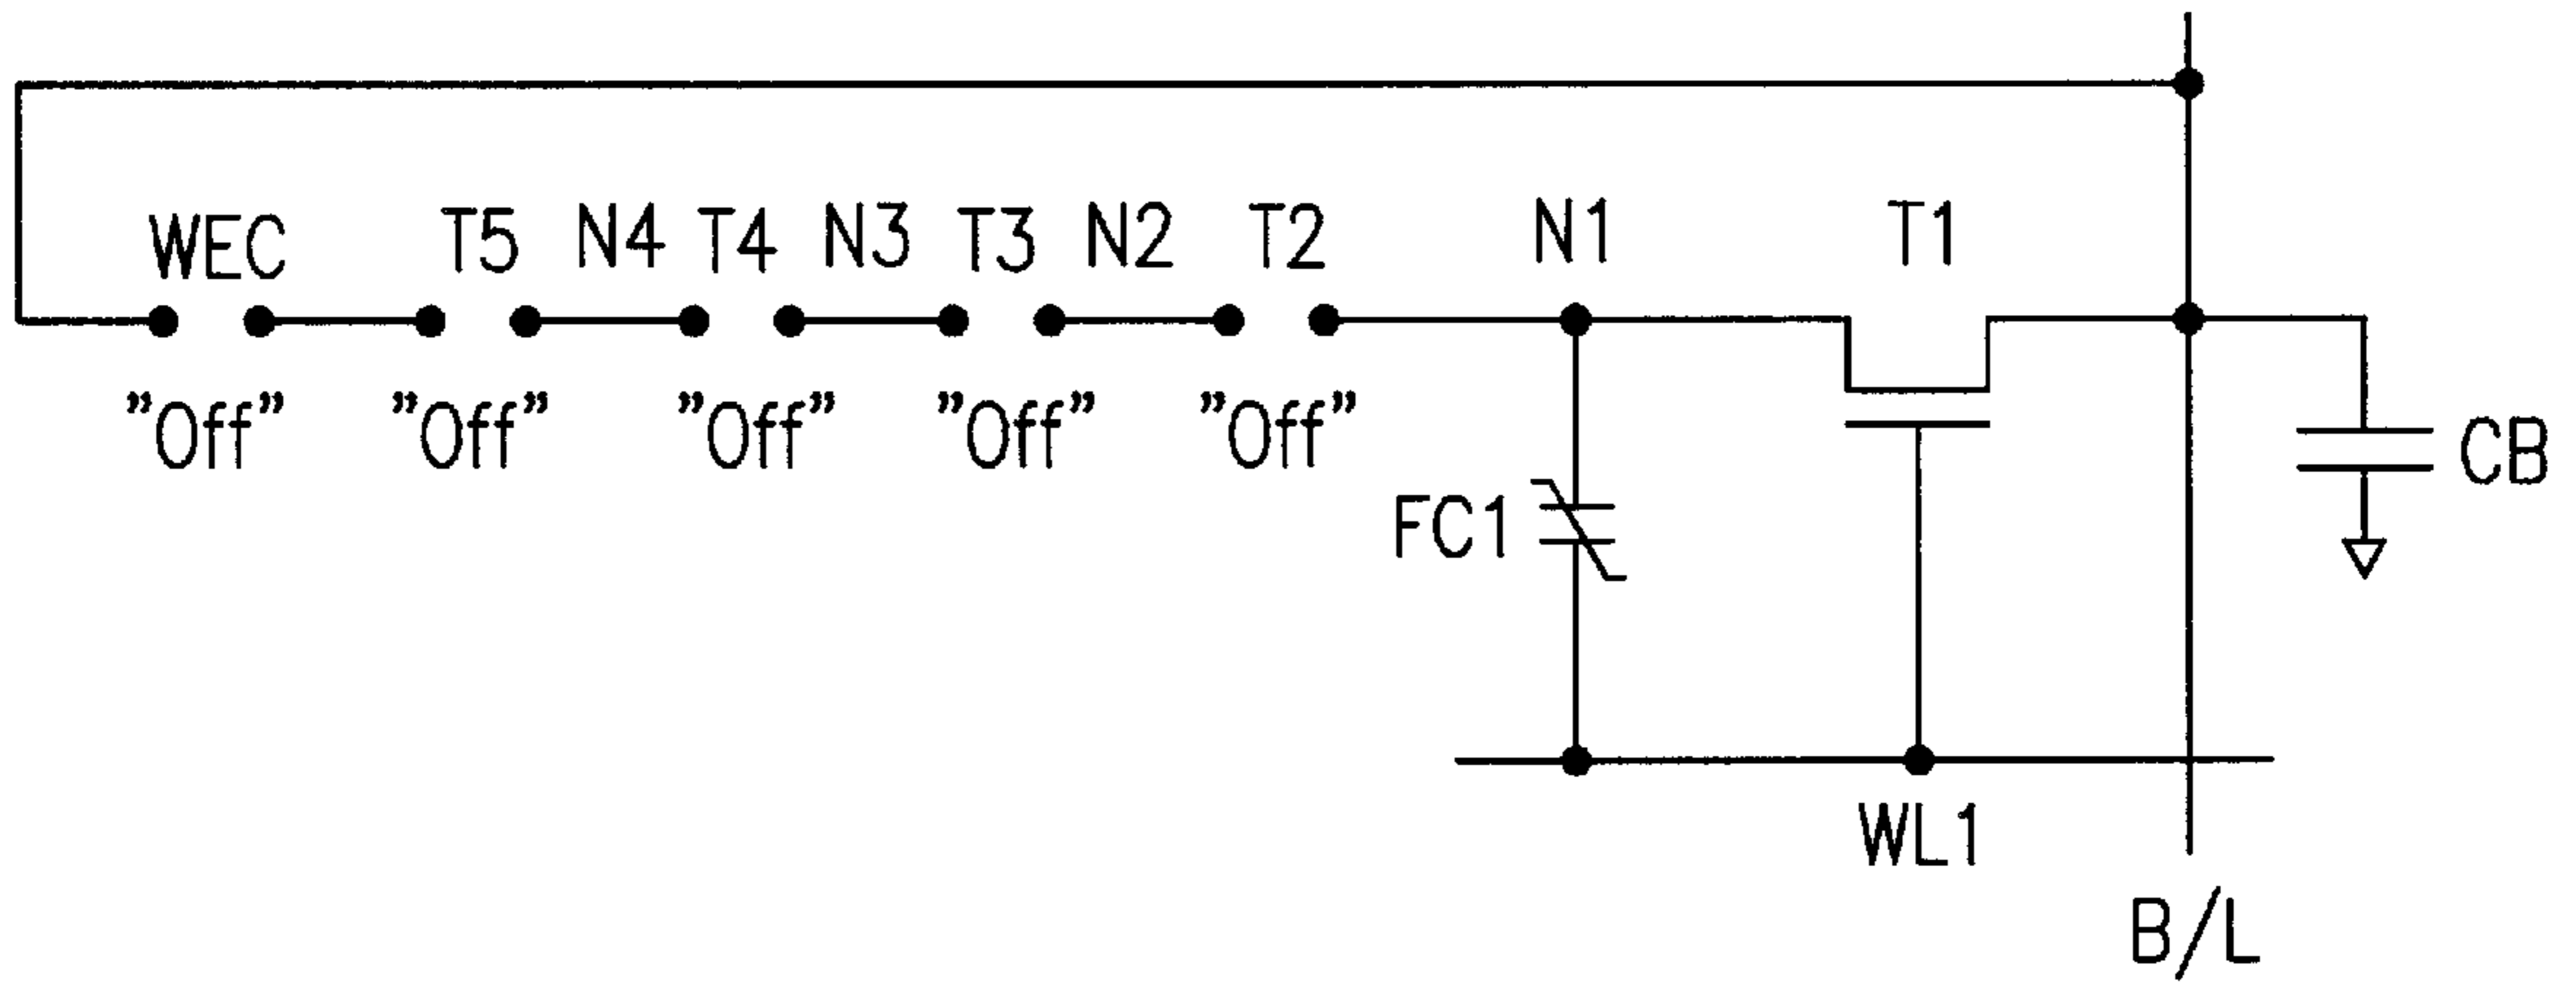 WEC T5 N4 T4 N3 T3 N2 T2 N1 T1
"Off" "Off" "Off" "Off" "Off"
CB
FC1
WL1
B/L